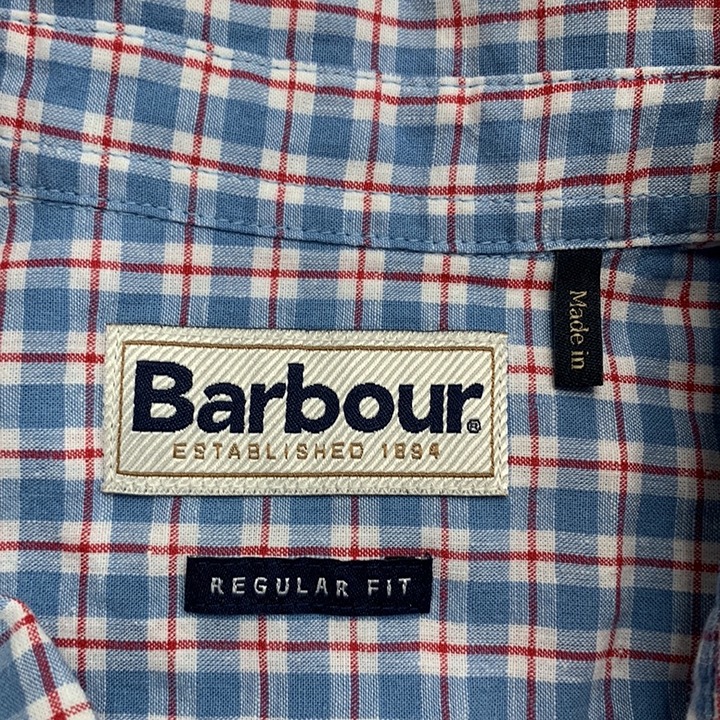 Made in
Barbour®
ESTABLISHED 1894
REGULAR FIT